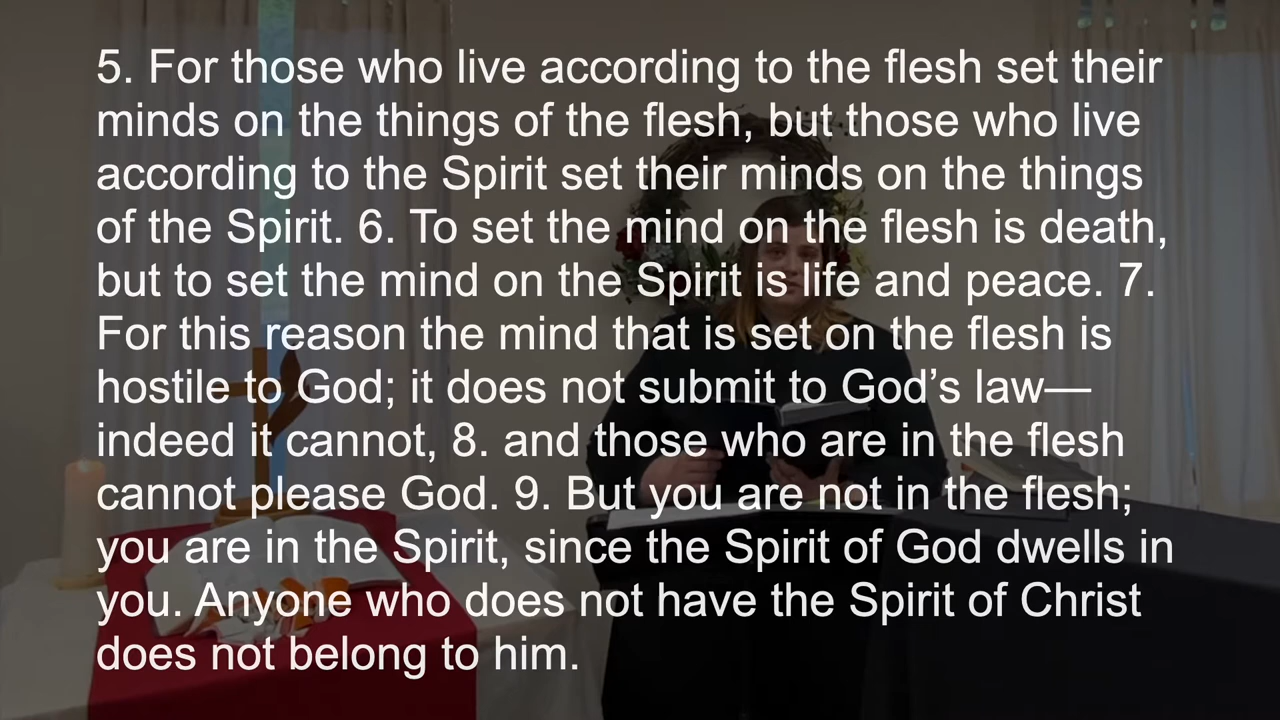 5. For those who live according to the flesh set their
minds on the things of the flesh, but those who live
according to the Spirit set their minds on the things
of the Spirit. 6. To set the mind on the flesh is death,
but to set the mind on the Spirit is life and peace. 7.
For this reason the mind that is set on the flesh is
hostile to God; it does not submit to God’s law—
indeed it cannot, 8. and those who are in the flesh
cannot please God. 9. But you are not in the flesh;
you are in the Spirit, since the Spirit of God dwells in
you. Anyone who does not have the Spirit of Christ
does not belong to him.